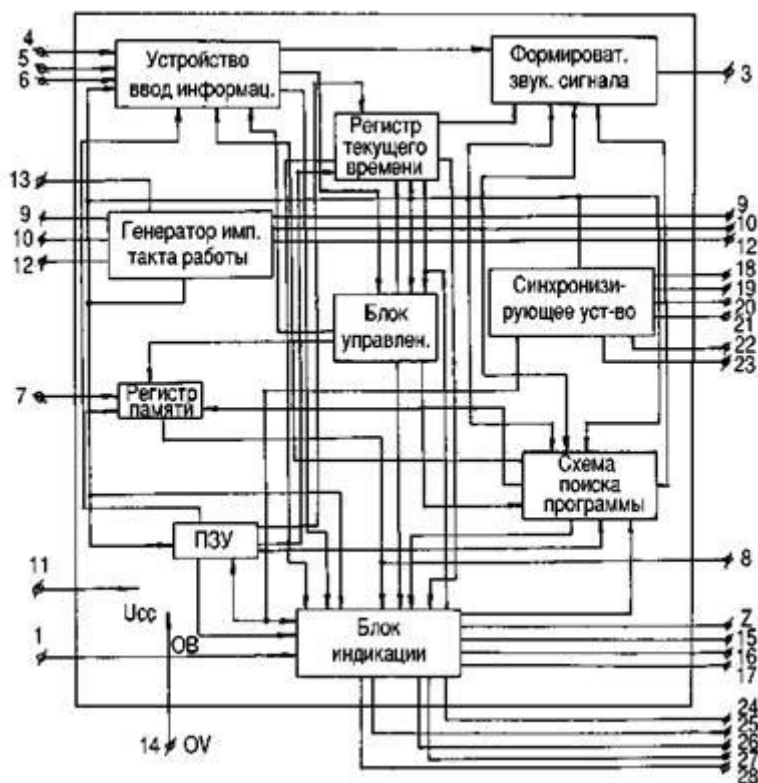 4
5
6
Устройство
ввод информац.
Формироват.
звук. сигнала
3
Регистр
текущего
времени
13
9
10
12
Генератор имп.
такта работы
9
10
12
18
19
20
21
22
23
Синхронизи-
рующее уст-во
Блок
управлен.
7
Регистр
памяти
Схема
поиска
программы
ПЗУ
8
11
Ucc
1
ОВ
Блок
индикации
Z
15
16
17
24
25
26
27
28
14
OV